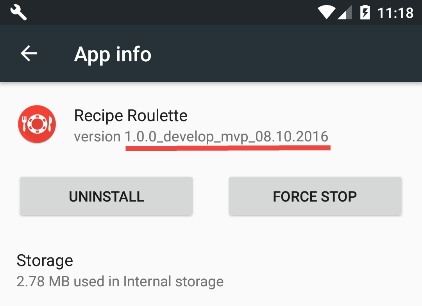 11:18
App info
Recipe Roulette
version 1.0.0_develop_mvp_08.10.2016
UNINSTALL FORCE STOP
Storage
2.78 MB used in Internal storage